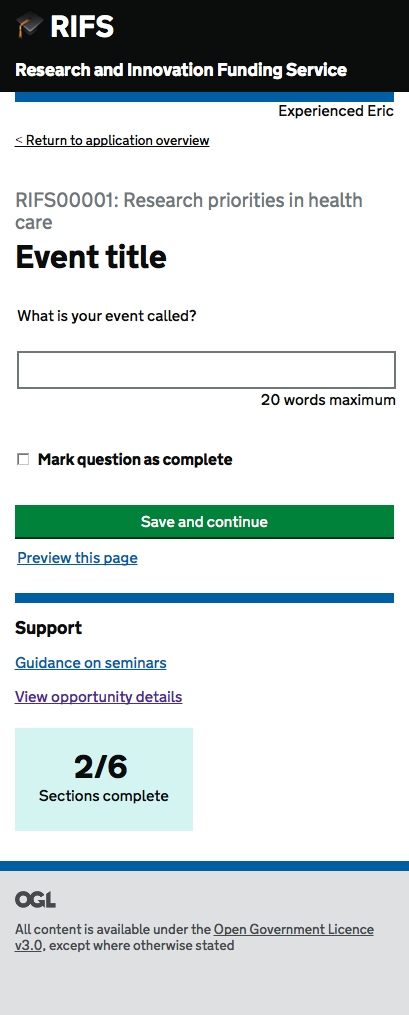 RIFS
Research and Innovation Funding Service
Experienced Eric
< Return to application overview
RIFS00001: Research priorities in health
care
Event title
What is your event called?
20 words maximum
Mark question as complete
Save and continue
Preview this page
Support
Guidance on seminars
View opportunity details
2/6
Sections complete
OGL
All content is available under the Open Government Licence
v3.0, except where otherwise stated